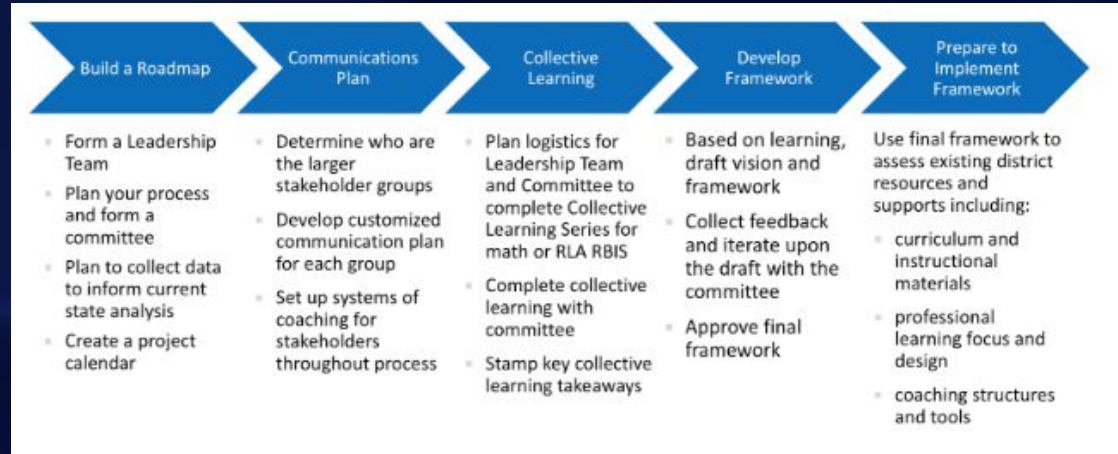 Build a Roadmap
Form a Leadership
Team
Plan your process
and form a
committee
Plan to collect data
to inform current
state analysis
Create a project
calendar
Communications
Plan
Determine who are
the larger
stakeholder groups
Develop customized
communication plan
for each group
Set up systems of
coaching for
stakeholders
throughout process
Collective
Learning
Plan logistics for
Leadership Team
and Committee to
complete Collective
Learning Series for
math or RLA RBIS
Complete collective
learning with
committee
Stamp key collective
learning takeaways
Develop
Framework
Based on learning,
draft vision and
framework
Collect feedback
and iterate upon
the draft with the
committee
Approve final
framework
Prepare to
Implement
Framework
Use final framework to
assess existing district
resources and
supports including:
curriculum and
instructional
materials
professional
learning focus and
design
coaching structures
and tools